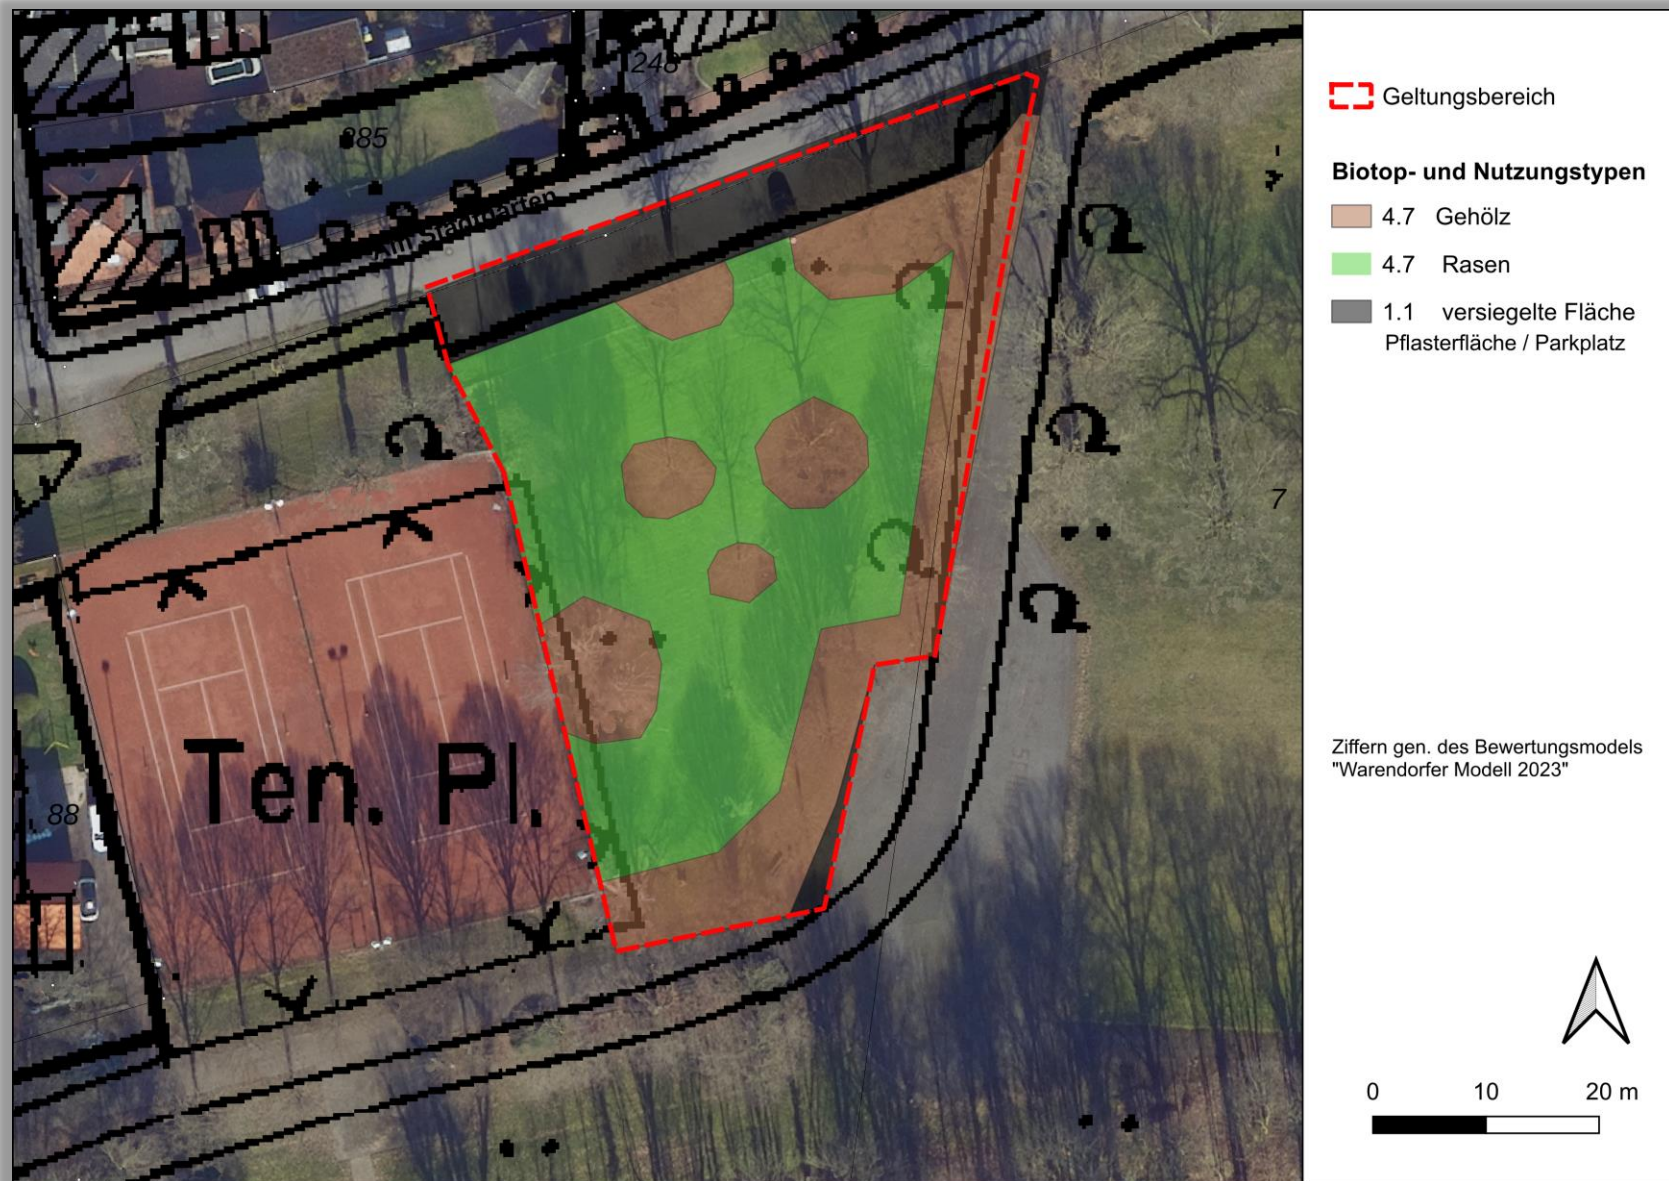 248
885
Am Stadtgarten
7
Ten. Pl.
88
Geltungsbereich
Biotop- und Nutzungstypen
4.7 Gehölz
4.7 Rasen
1.1 versiegelte Fläche
Pflasterfläche / Parkplatz
Ziffern gen. des Bewertungsmodels
"Warendorfer Modell 2023"
0 10 20 m